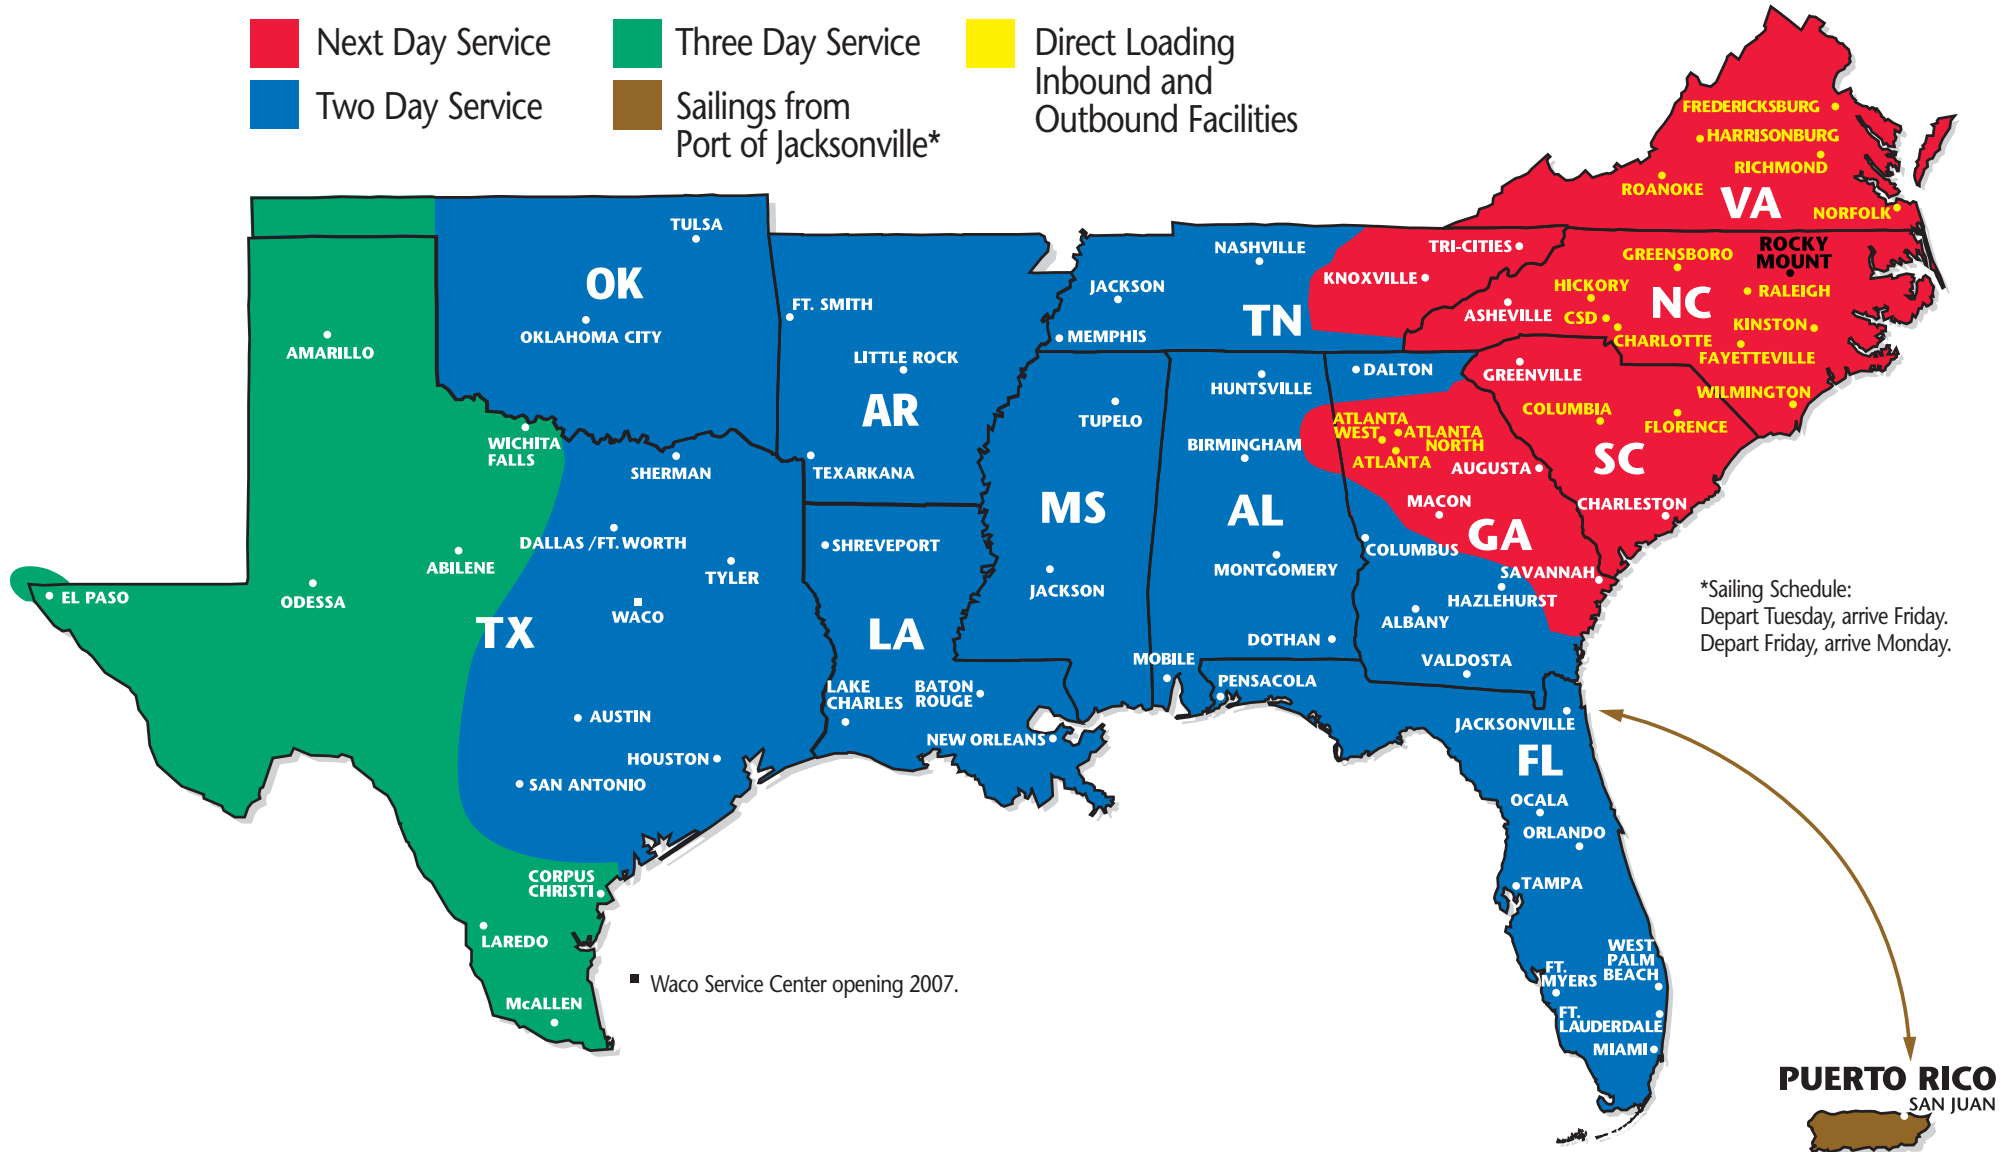 Next Day Service
Two Day Service
Three Day Service
Sailings from
Port of Jacksonville*
Direct Loading
Inbound and
Outbound Facilities
FREDERICKSBURG
HARRISONBURG
RICHMOND
ROANOKE
VA
NORFOLK
TULSA
OK
OKLAHOMA CITY
AMARILLO
FT. SMITH
LITTLE ROCK
AR
TEXARKANA
NASHVILLE
JACKSON
TN
MEMPHIS
TRI-CITIES
KNOXVILLE
ASHEVILLE
GREENSBORO
ROCKY
MOUNT
HICKORY
NC
RALEIGH
CSD
CHARLOTTE
KINSTON
FAYETTEVILLE
WILMINGTON
GREENVILLE
COLUMBIA
FLORENCE
SC
CHARLESTON
DALTON
ATLANTA
WEST
ATLANTA
NORTH
ATLANTA
AUGUSTA
MACON
GA
COLUMBUS
SAVANNAH
HAZLEHURST
ALBANY
VALDOSTA
HUNTSVILLE
BIRMINGHAM
AL
MONTGOMERY
DOTHAN
MOBILE
TUPELO
MS
JACKSON
WICHITA
FALLS
SHERMAN
DALLAS /FT. WORTH
ABILENE
TYLER
EL PASO
ODESSA
WACO
TX
AUSTIN
HOUSTON
SAN ANTONIO
CORPUS
CHRISTI
LAREDO
McALLEN
SHREVEPORT
LA
LAKE
CHARLES
BATON
ROUGE
NEW ORLEANS
PENSACOLA
JACKSONVILLE
FL
OCALA
ORLANDO
TAMPA
WEST
PALM
BEACH
FT.
MYERS
FT.
LAUDERDALE
MIAMI
*Sailing Schedule:
Depart Tuesday, arrive Friday.
Depart Friday, arrive Monday.
Waco Service Center opening 2007.
PUERTO RICO
SAN JUAN